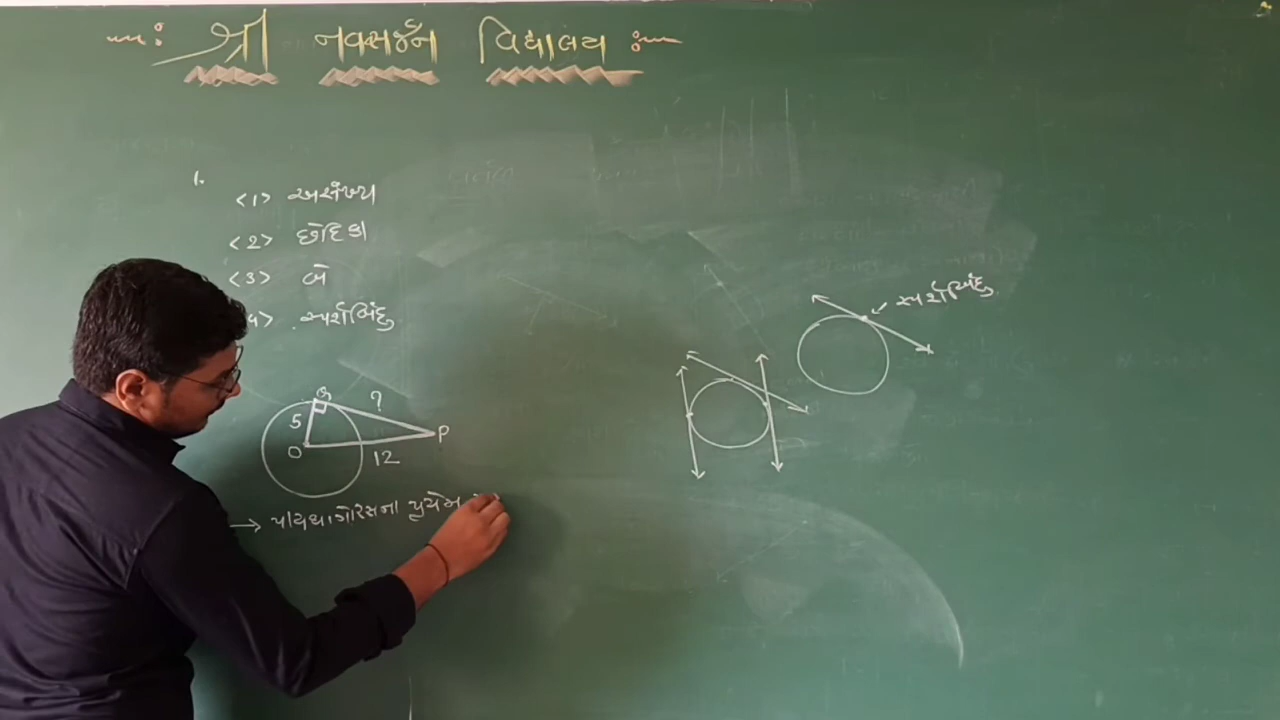 શ્રી નવસર્જન વિદ્યાલય
1.
<1> અસંખ્ય
<2> છેદિકા
<3> બે
4> સ્પર્શબિંદુ
સ્પર્શબિંદુ
Q
?
5
O
P
12
→ પાયથાગોરસના પ્રમેય